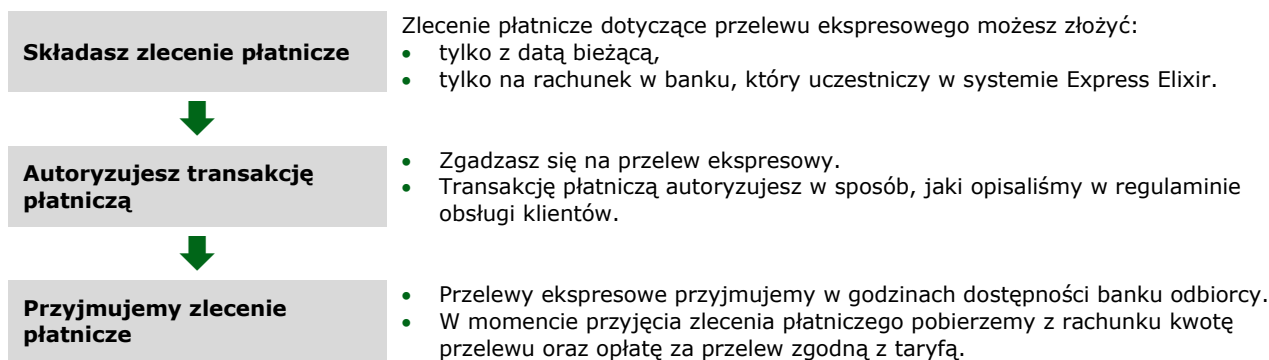 Składasz zlecenie płatnicze
Zlecenie płatnicze dotyczące przelewu ekspresowego możesz złożyć:
• tylko z datą bieżącą,
• tylko na rachunek w banku, który uczestniczy w systemie Express Elixir.
Autoryzujesz transakcję
płatniczą
• Zgadzasz się na przelew ekspresowy.
• Transakcję płatniczą autoryzujesz w sposób, jaki opisaliśmy w regulaminie
obsługi klientów.
Przyjmujemy zlecenie
płatnicze
• Przelewy ekspresowe przyjmujemy w godzinach dostępności banku odbiorcy.
• W momencie przyjęcia zlecenia płatniczego pobierzemy z rachunku kwotę
przelewu oraz opłatę za przelew zgodną z taryfą.